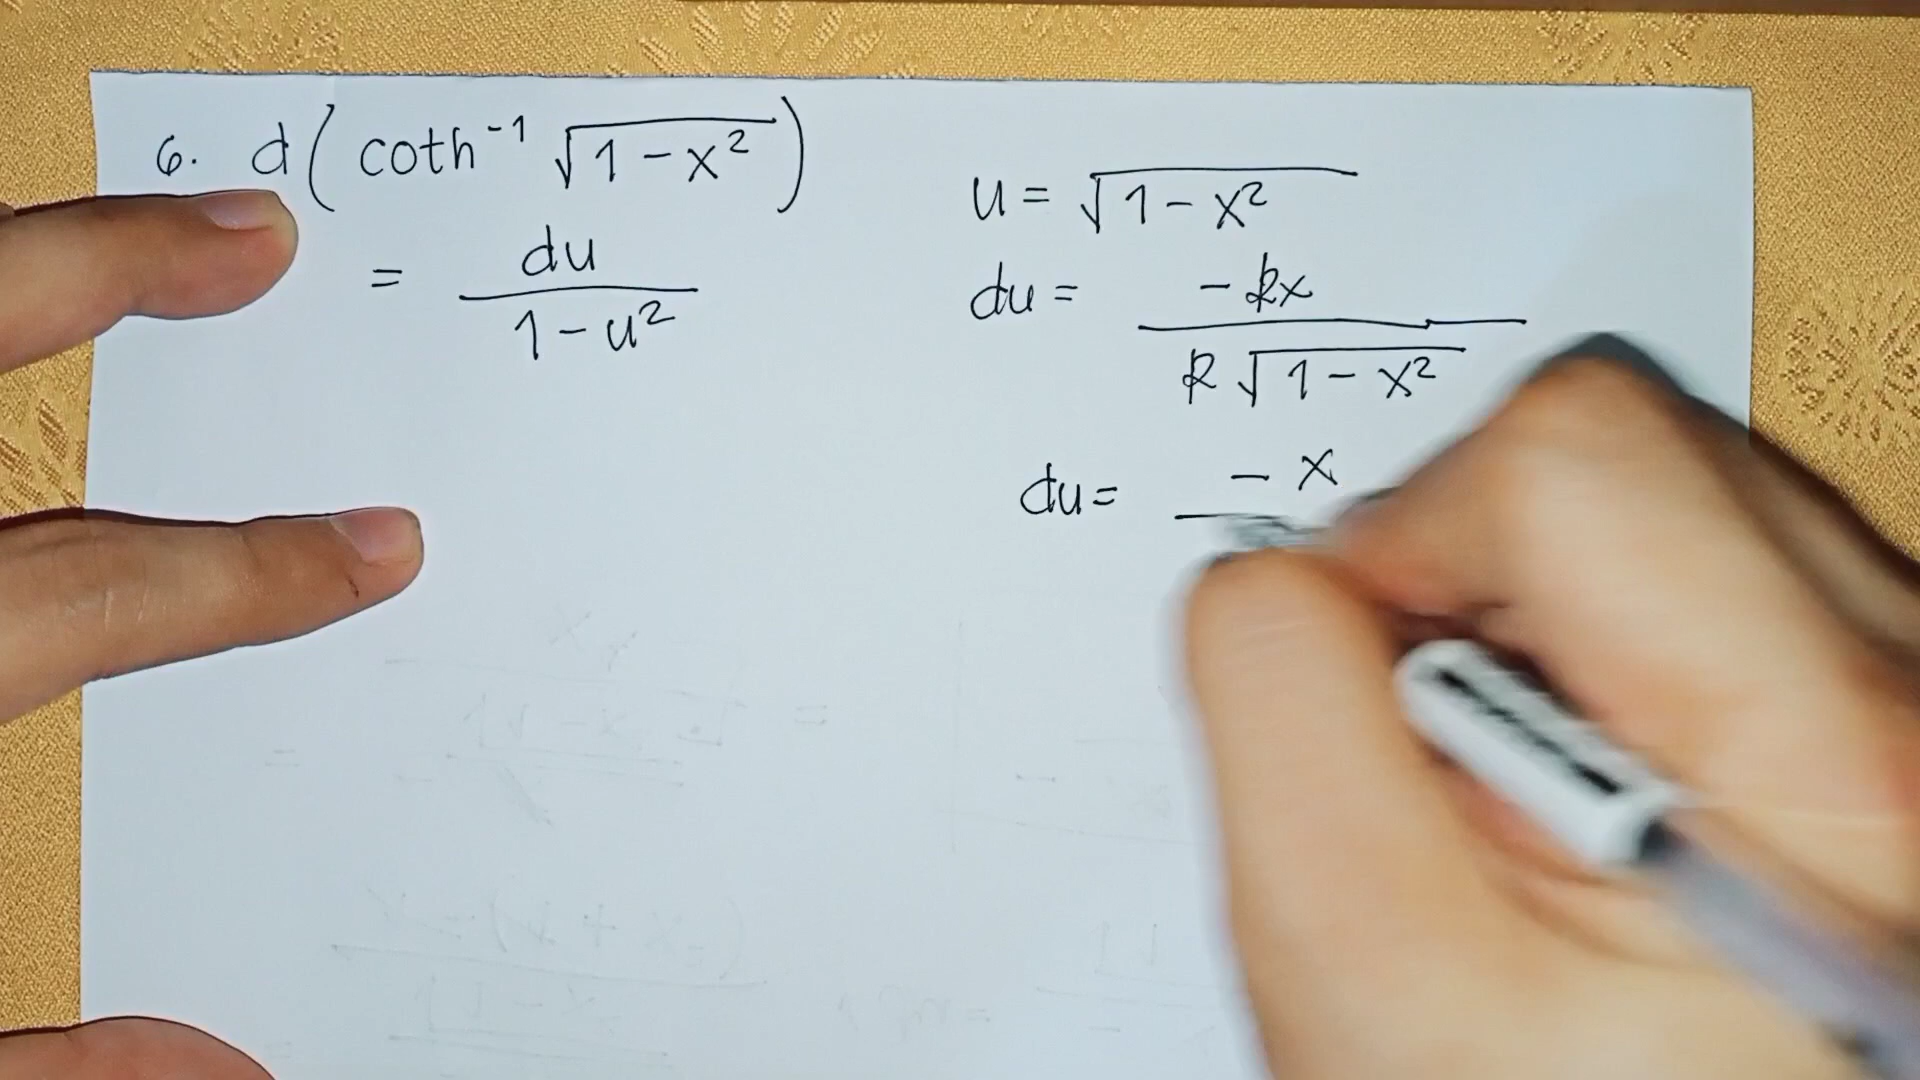 6. d( coth⁻¹ √1 - x² )
= du / 1 - u²
u = √1 - x²
du = -2x / 2√1 - x²
du = - x